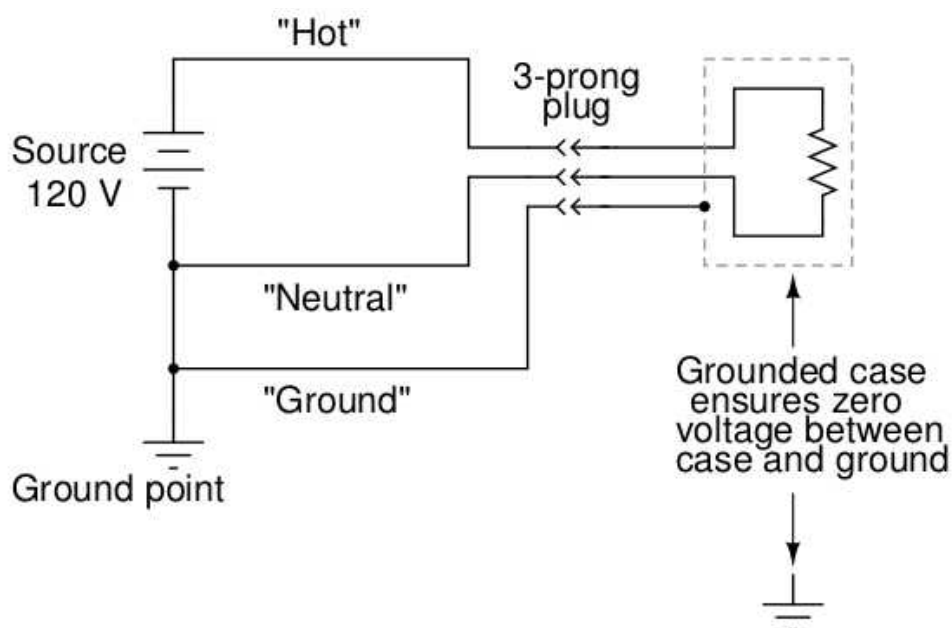 "Hot"
3-prong
plug
Source
120 V
"Neutral"
"Ground"
Ground point
Grounded case
ensures zero
voltage between
case and ground